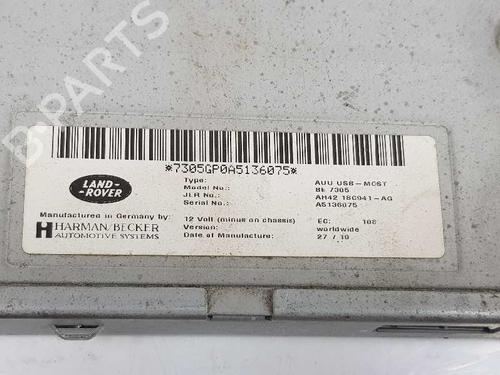 B-PARTS
*7305GP0A5136075*
LAND-
ROVER
Type: AUU USB-MOST
Model No.: BE 7305
JLR No.: AH42 18C941-AG
Serial No.: A5136075
Manufactured in Germany by:
HARMAN/BECKER
AUTOMOTIVE SYSTEMS
12 Volt (minus on chassis) EC: 108
Version: worldwide
Date of Manufacture: 27 / 10